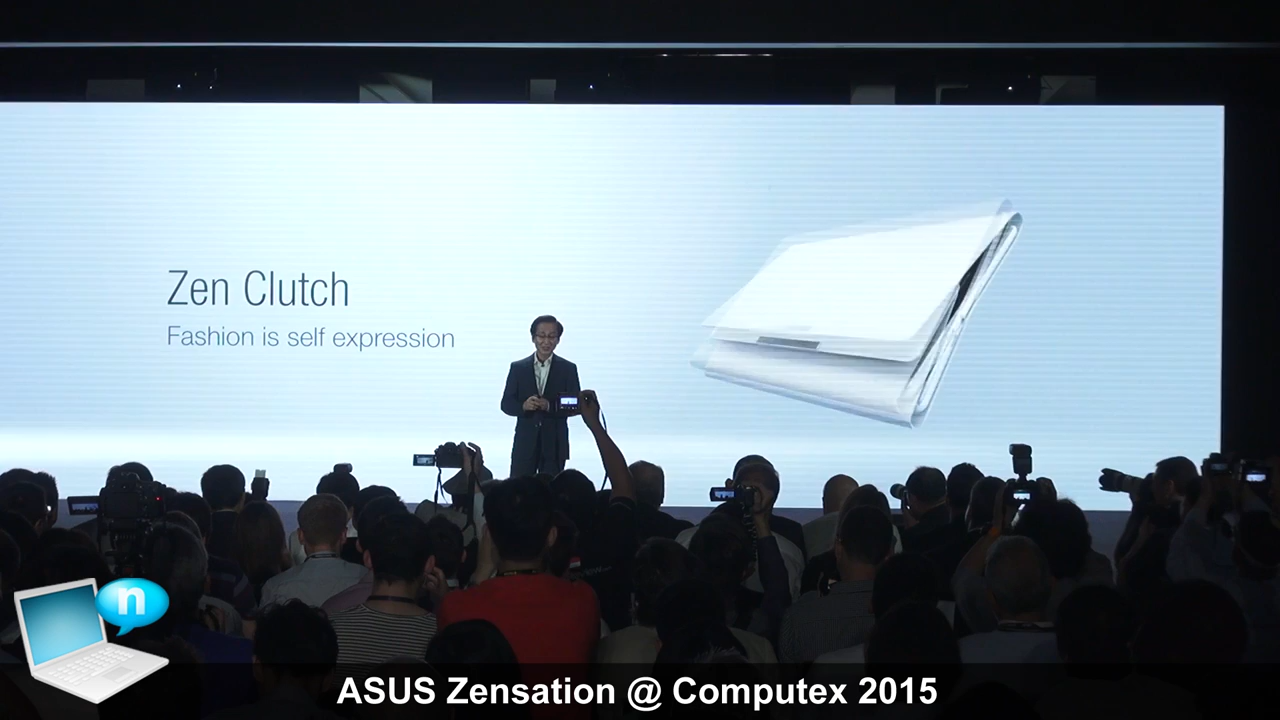 Zen Clutch
Fashion is self expression
n
ASUS Zensation @ Computex 2015